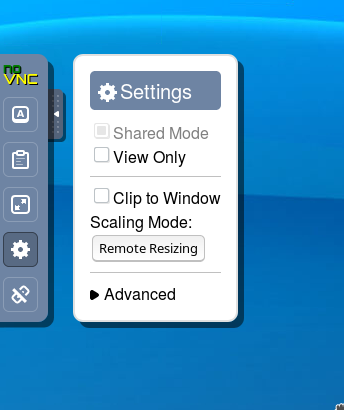 no
VNC
A
Settings
Shared Mode
View Only
Clip to Window
Scaling Mode:
Remote Resizing
Advanced